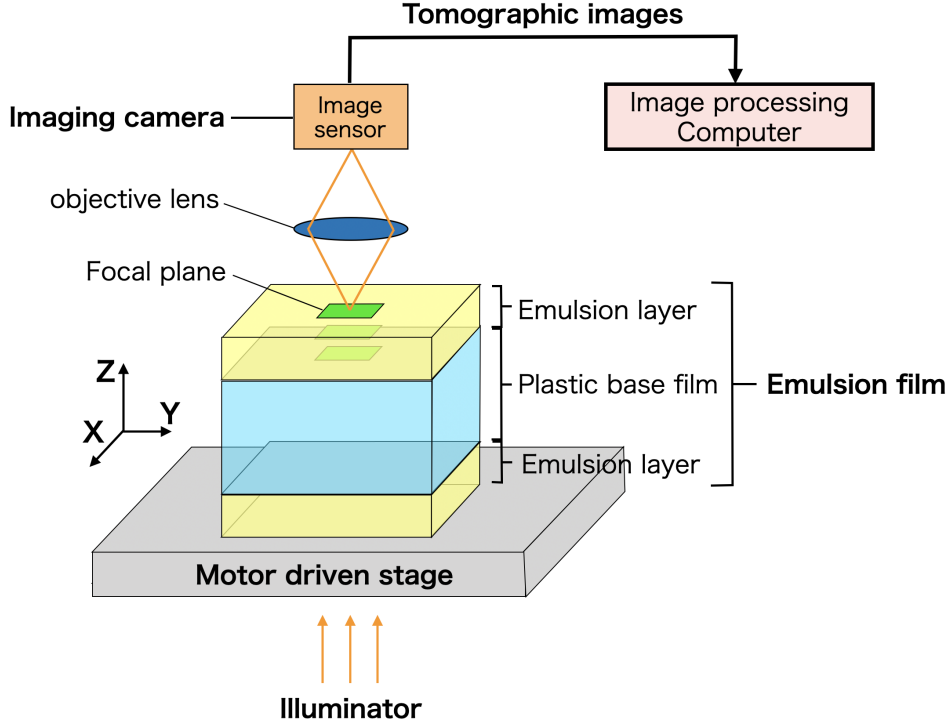 Tomographic images
Imaging camera
Image
sensor
Image processing
Computer
objective lens
Focal plane
Emulsion layer
Z
Plastic base film
Emulsion film
Y
X
Emulsion layer
Motor driven stage
Illuminator